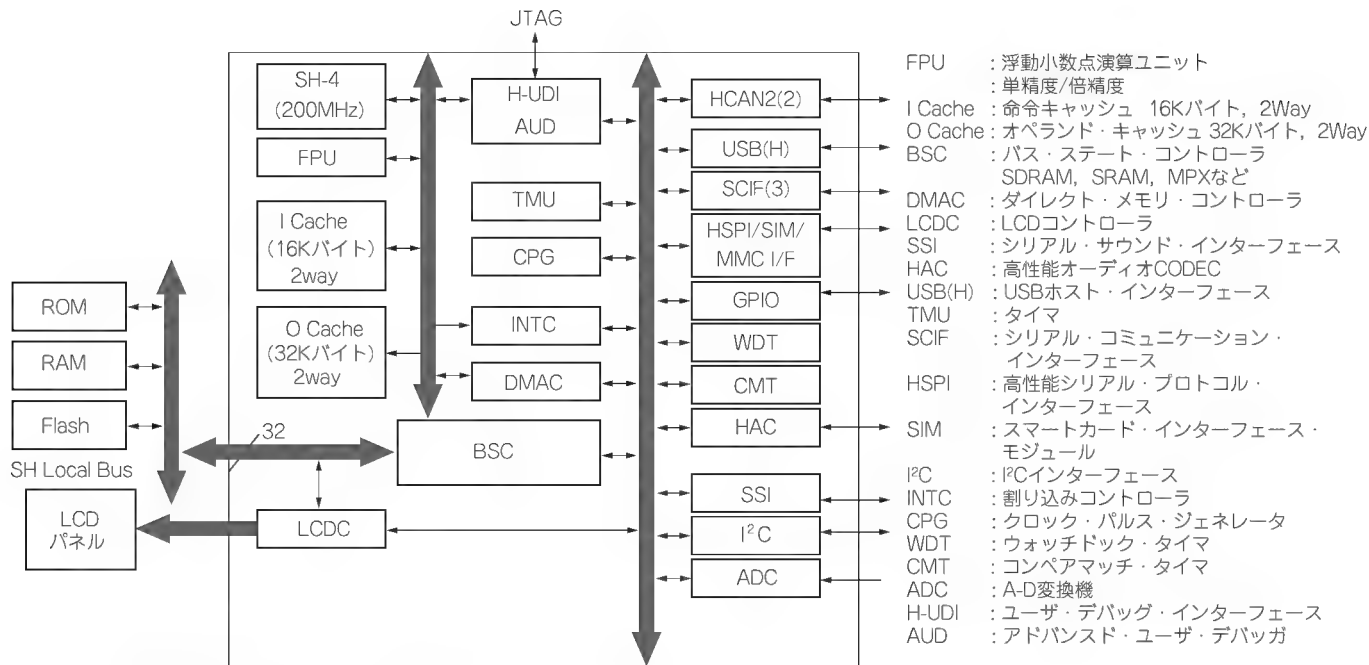 JTAG
SH-4
(200MHz)
FPU
I Cache
(16Kバイト)
2way
O Cache
(32Kバイト)
2way
H-UDI
AUD
TMU
CPG
INTC
DMAC
BSC
LCDC
32
ROM
RAM
Flash
SH Local Bus
LCD
パネル
HCAN2(2)
USB(H)
SCIF(3)
HSPI/SIM/
MMC I/F
GPIO
WDT
CMT
HAC
SSI
I²C
ADC
FPU :浮動小数点演算ユニット
:単精度/倍精度
I Cache :命令キャッシュ 16Kバイト, 2Way
O Cache:オペランド・キャッシュ 32Kバイト, 2Way
BSC :バス・ステート・コントローラ
SDRAM, SRAM, MPXなど
DMAC :ダイレクト・メモリ・コントローラ
LCDC :LCDコントローラ
SSI :シリアル・サウンド・インターフェース
HAC :高性能オーディオCODEC
USB(H) :USBホスト・インターフェース
TMU :タイマ
SCIF :シリアル・コミュニケーション・
インターフェース
HSPI :高性能シリアル・プロトコル・
インターフェース
SIM :スマートカード・インターフェース・
モジュール
I²C :I²Cインターフェース
INTC :割り込みコントローラ
CPG :クロック・パルス・ジェネレータ
WDT :ウォッチドック・タイマ
CMT :コンペアマッチ・タイマ
ADC :A-D変換機
H-UDI :ユーザ・デバッグ・インターフェース
AUD :アドバンスド・ユーザ・デバッガ